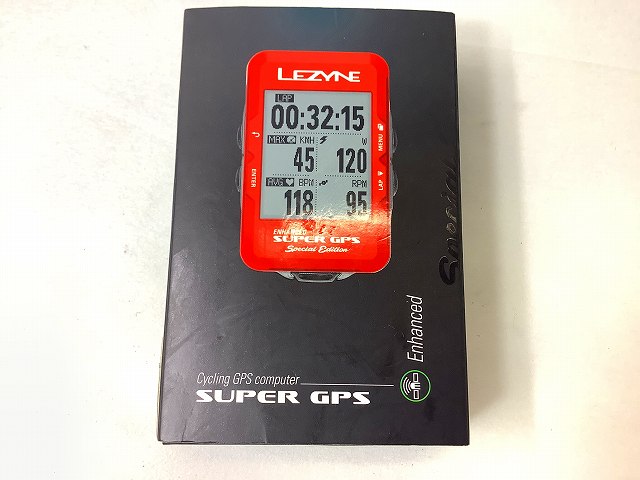 LEZYNE
LAP
00:32:15
MAX KMH W
45 120
AVG BPM RPM
118 95
ENTER
MENU
LAP
ENHANCED
SUPER GPS
Special Edition
Enhanced
Cycling GPS computer
SUPER GPS